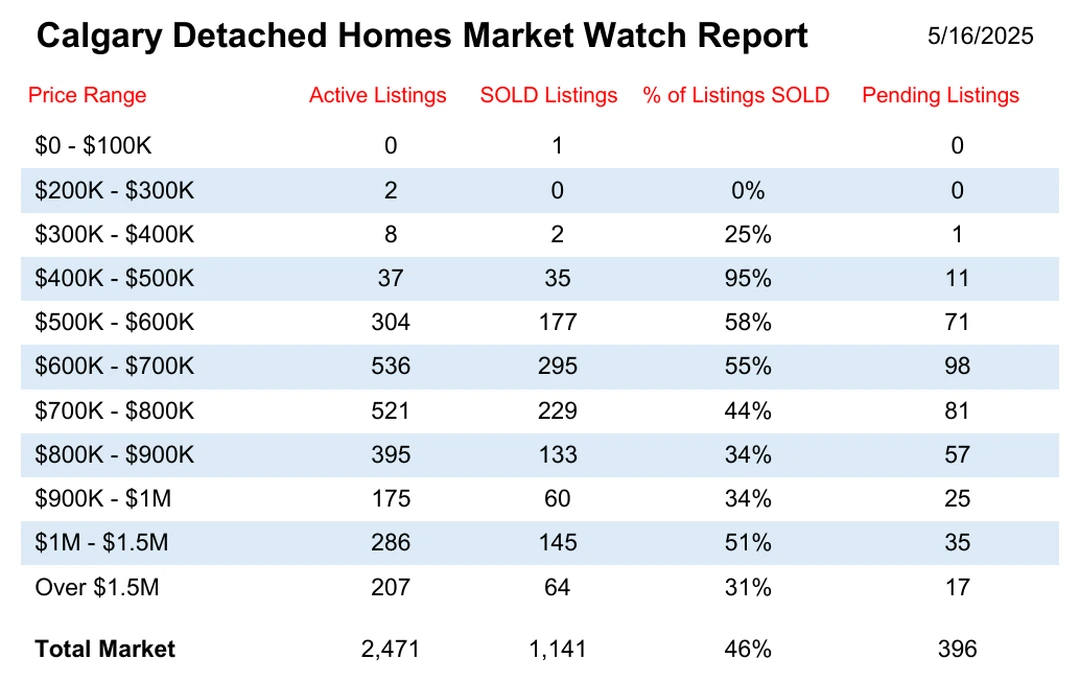 Calgary Detached Homes Market Watch Report 5/16/2025
Price Range Active Listings SOLD Listings % of Listings SOLD Pending Listings
$0 - $100K 0 1 0
$200K - $300K 2 0 0% 0
$300K - $400K 8 2 25% 1
$400K - $500K 37 35 95% 11
$500K - $600K 304 177 58% 71
$600K - $700K 536 295 55% 98
$700K - $800K 521 229 44% 81
$800K - $900K 395 133 34% 57
$900K - $1M 175 60 34% 25
$1M - $1.5M 286 145 51% 35
Over $1.5M 207 64 31% 17
Total Market 2,471 1,141 46% 396